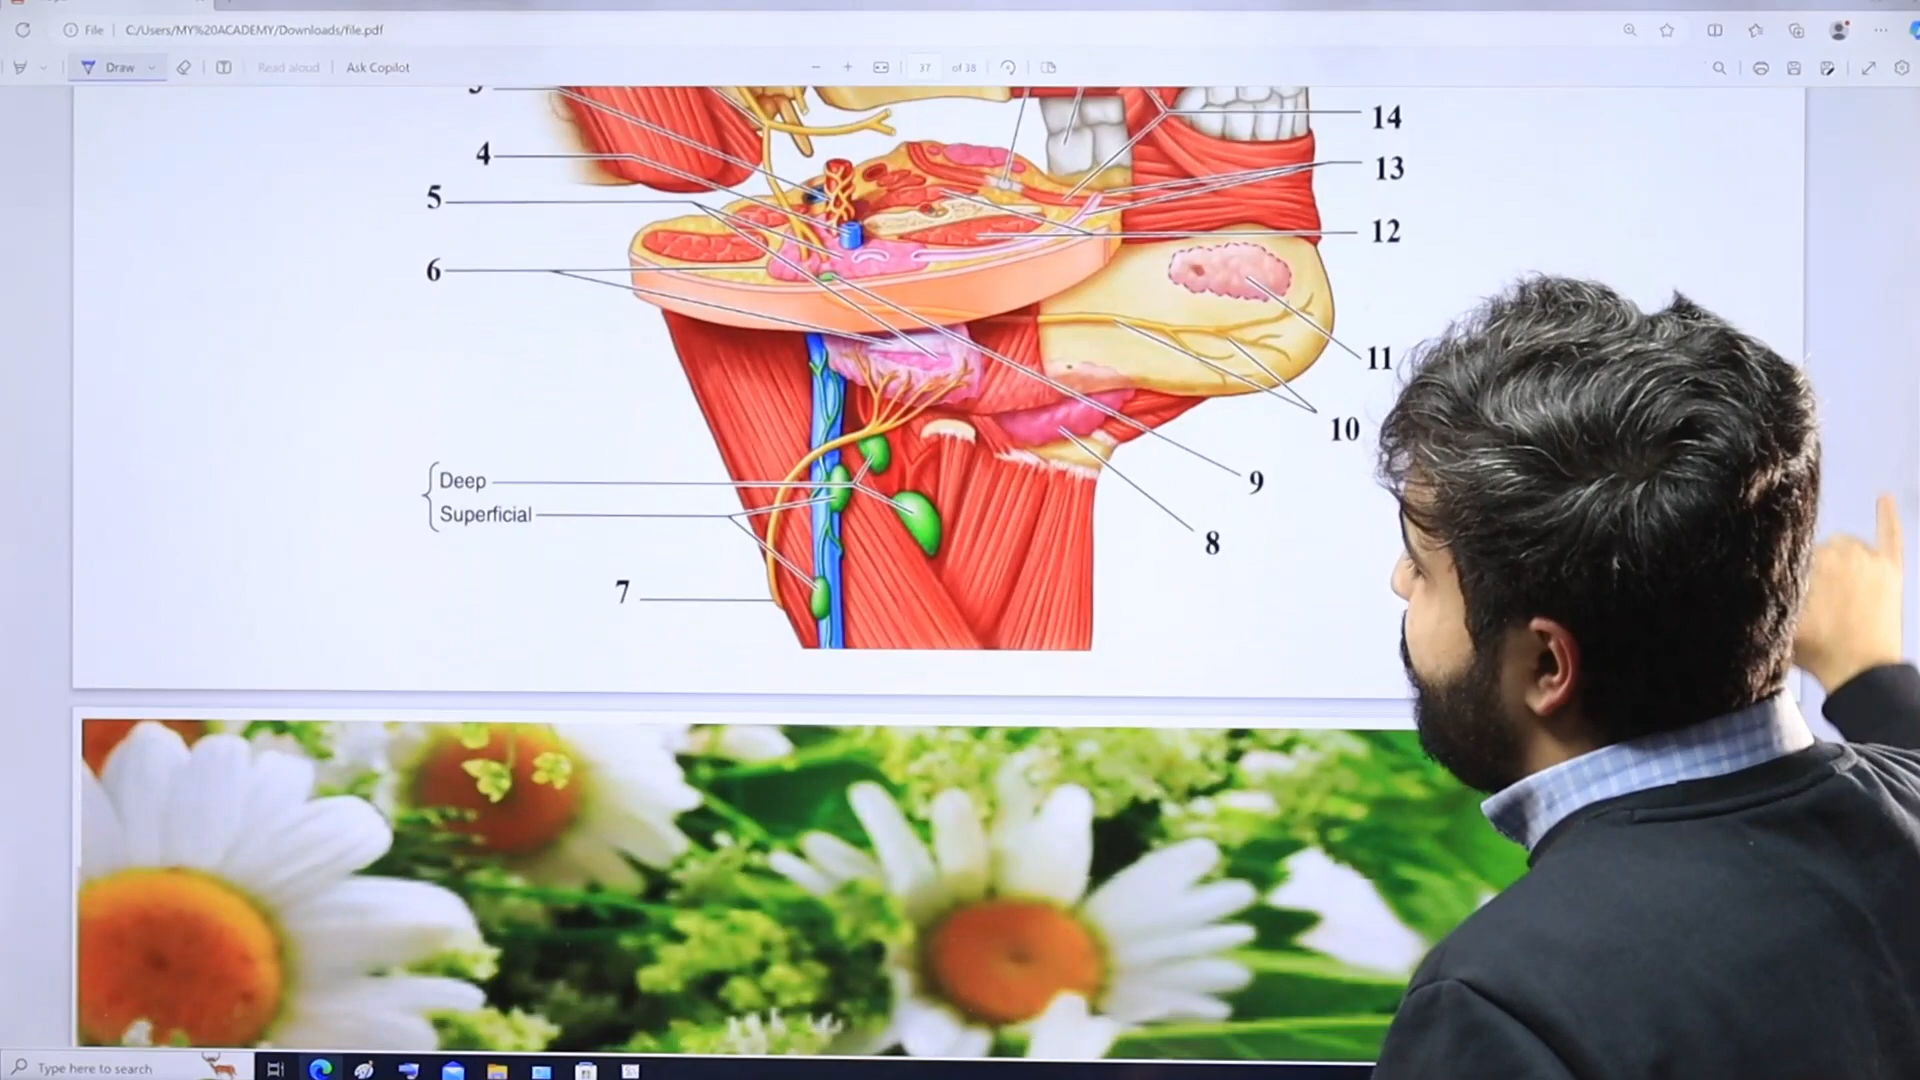 File
C:/Users/MY%20ACADEMY/Downloads/file.pdf
Draw
Read aloud
Ask Copilot
37
of 38
14
4
13
5
12
6
11
10
Deep
9
Superficial
8
7
Type here to search